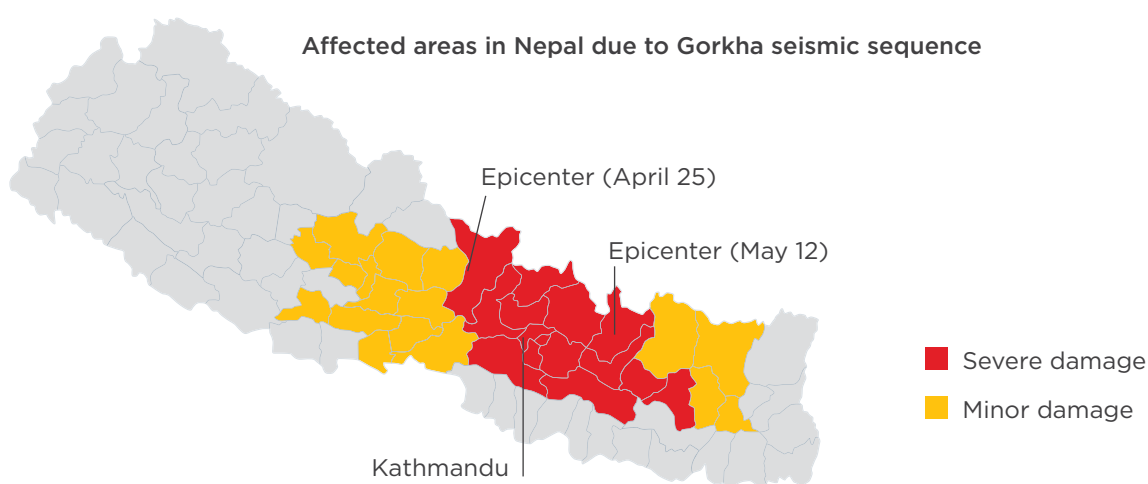 Affected areas in Nepal due to Gorkha seismic sequence
Epicenter (April 25)
Epicenter (May 12)
Severe damage
Minor damage
Kathmandu